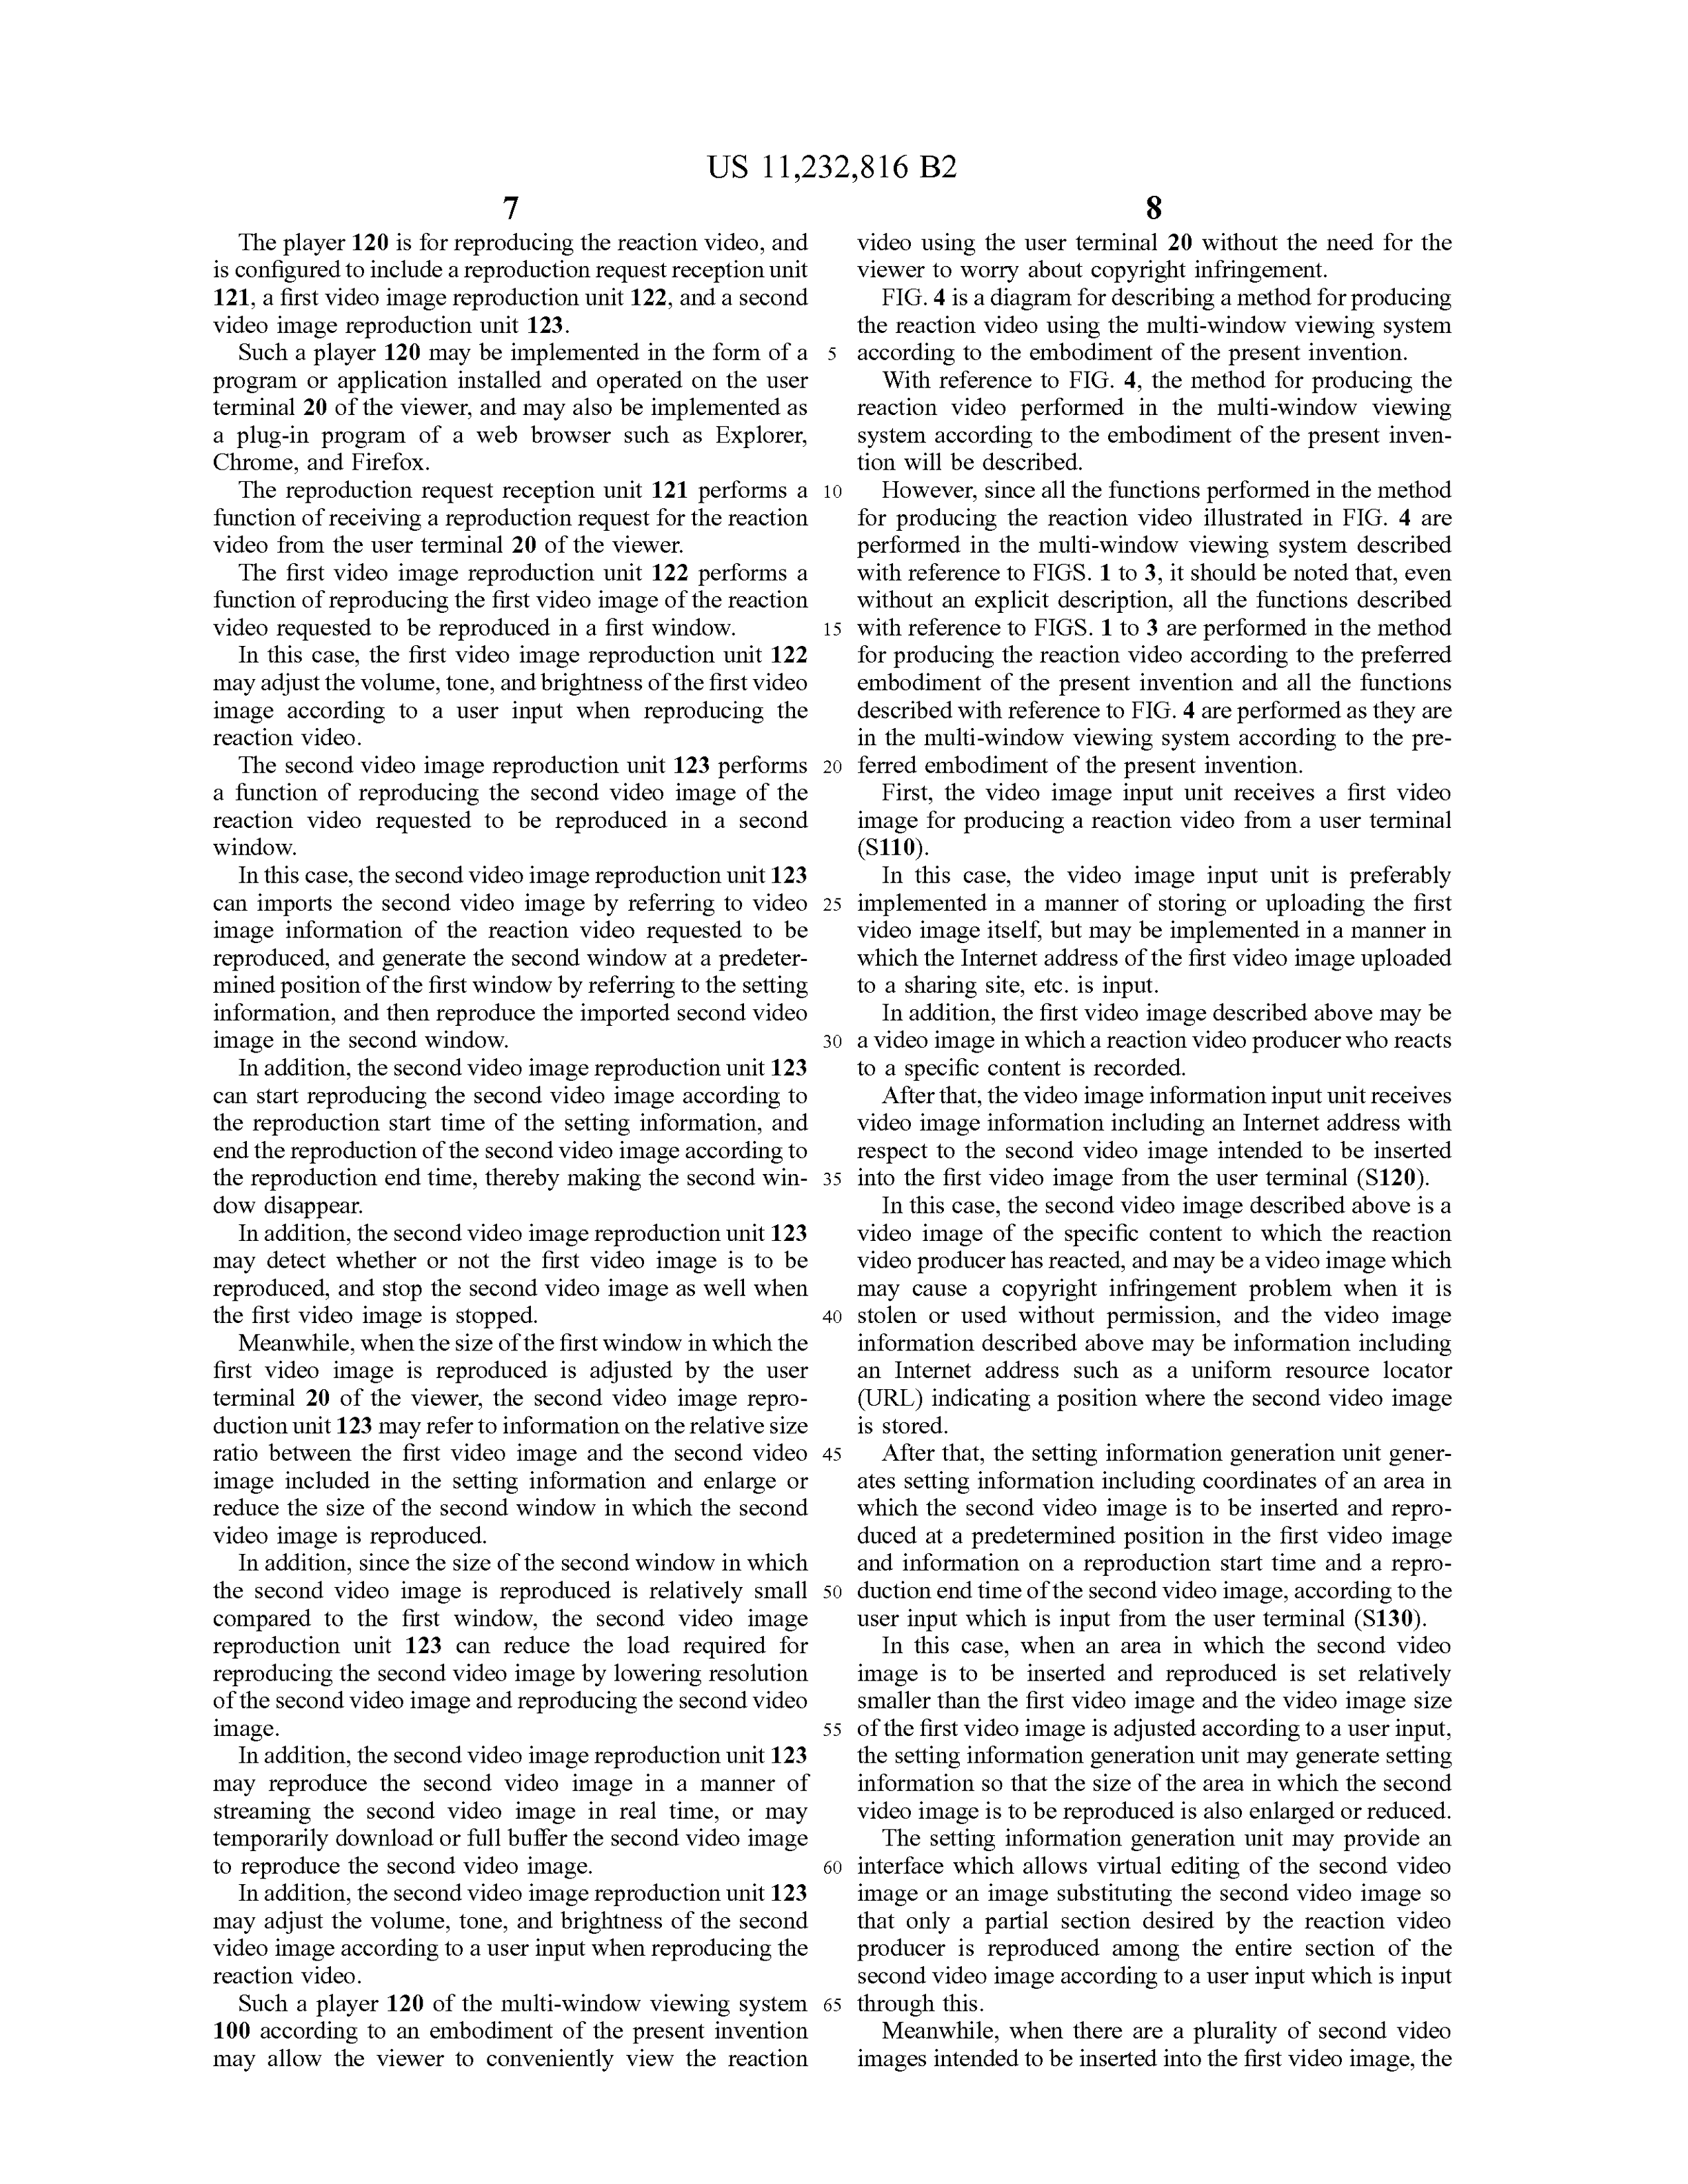 US 11,232,816 B2
7
The player 120 is for reproducing the reaction video, and
is configured to include a reproduction request reception unit
121, a first video image reproduction unit 122, and a second
video image reproduction unit 123.
Such a player 120 may be implemented in the form of a
program or application installed and operated on the user
terminal 20 of the viewer, and may also be implemented as
a plug-in program of a web browser such as Explorer,
Chrome, and Firefox.
The reproduction request reception unit 121 performs a
function of receiving a reproduction request for the reaction
video from the user terminal 20 of the viewer.
The first video image reproduction unit 122 performs a
function of reproducing the first video image of the reaction
video requested to be reproduced in a first window.
In this case, the first video image reproduction unit 122
may adjust the volume, tone, and brightness of the first video
image according to a user input when reproducing the
reaction video.
The second video image reproduction unit 123 performs
a function of reproducing the second video image of the
reaction video requested to be reproduced in a second
window.
In this case, the second video image reproduction unit 123
can imports the second video image by referring to video
image information of the reaction video requested to be
reproduced, and generate the second window at a predeter-
mined position of the first window by referring to the setting
information, and then reproduce the imported second video
image in the second window.
In addition, the second video image reproduction unit 123
can start reproducing the second video image according to
the reproduction start time of the setting information, and
end the reproduction of the second video image according to
the reproduction end time, thereby making the second win-
dow disappear.
In addition, the second video image reproduction unit 123
may detect whether or not the first video image is to be
reproduced, and stop the second video image as well when
the first video image is stopped.
Meanwhile, when the size of the first window in which the
first video image is reproduced is adjusted by the user
terminal 20 of the viewer, the second video image repro-
duction unit 123 may refer to information on the relative size
ratio between the first video image and the second video
image included in the setting information and enlarge or
reduce the size of the second window in which the second
video image is reproduced.
In addition, since the size of the second window in which
the second video image is reproduced is relatively small
compared to the first window, the second video image
reproduction unit 123 can reduce the load required for
reproducing the second video image by lowering resolution
of the second video image and reproducing the second video
image.
In addition, the second video image reproduction unit 123
may reproduce the second video image in a manner of
streaming the second video image in real time, or may
temporarily download or full buffer the second video image
to reproduce the second video image.
In addition, the second video image reproduction unit 123
may adjust the volume, tone, and brightness of the second
video image according to a user input when reproducing the
reaction video.
Such a player 120 of the multi-window viewing system
100 according to an embodiment of the present invention
may allow the viewer to conveniently view the reaction
5
10
15
20
25
30
35
40
45
50
55
60
65
8
video using the user terminal 20 without the need for the
viewer to worry about copyright infringement.
FIG. 4 is a diagram for describing a method for producing
the reaction video using the multi-window viewing system
according to the embodiment of the present invention.
With reference to FIG. 4, the method for producing the
reaction video performed in the multi-window viewing
system according to the embodiment of the present inven-
tion will be described.
However, since all the functions performed in the method
for producing the reaction video illustrated in FIG. 4 are
performed in the multi-window viewing system described
with reference to FIGS. 1 to 3, it should be noted that, even
without an explicit description, all the functions described
with reference to FIGS. 1 to 3 are performed in the method
for producing the reaction video according to the preferred
embodiment of the present invention and all the functions
described with reference to FIG. 4 are performed as they are
in the multi-window viewing system according to the pre-
ferred embodiment of the present invention.
First, the video image input unit receives a first video
image for producing a reaction video from a user terminal
(S110).
In this case, the video image input unit is preferably
implemented in a manner of storing or uploading the first
video image itself, but may be implemented in a manner in
which the Internet address of the first video image uploaded
to a sharing site, etc. is input.
In addition, the first video image described above may be
a video image in which a reaction video producer who reacts
to a specific content is recorded.
After that, the video image information input unit receives
video image information including an Internet address with
respect to the second video image intended to be inserted
into the first video image from the user terminal (S120).
In this case, the second video image described above is a
video image of the specific content to which the reaction
video producer has reacted, and may be a video image which
may cause a copyright infringement problem when it is
stolen or used without permission, and the video image
information described above may be information including
an Internet address such as a uniform resource locator
(URL) indicating a position where the second video image
is stored.
After that, the setting information generation unit gener-
ates setting information including coordinates of an area in
which the second video image is to be inserted and repro-
duced at a predetermined position in the first video image
and information on a reproduction start time and a repro-
duction end time of the second video image, according to the
user input which is input from the user terminal (S130).
In this case, when an area in which the second video
image is to be inserted and reproduced is set relatively
smaller than the first video image and the video image size
of the first video image is adjusted according to a user input,
the setting information generation unit may generate setting
information so that the size of the area in which the second
video image is to be reproduced is also enlarged or reduced.
The setting information generation unit may provide an
interface which allows virtual editing of the second video
image or an image substituting the second video image so
that only a partial section desired by the reaction video
producer is reproduced among the entire section of the
second video image according to a user input which is input
through this.
Meanwhile, when there are a plurality of second video
images intended to be inserted into the first video image, the